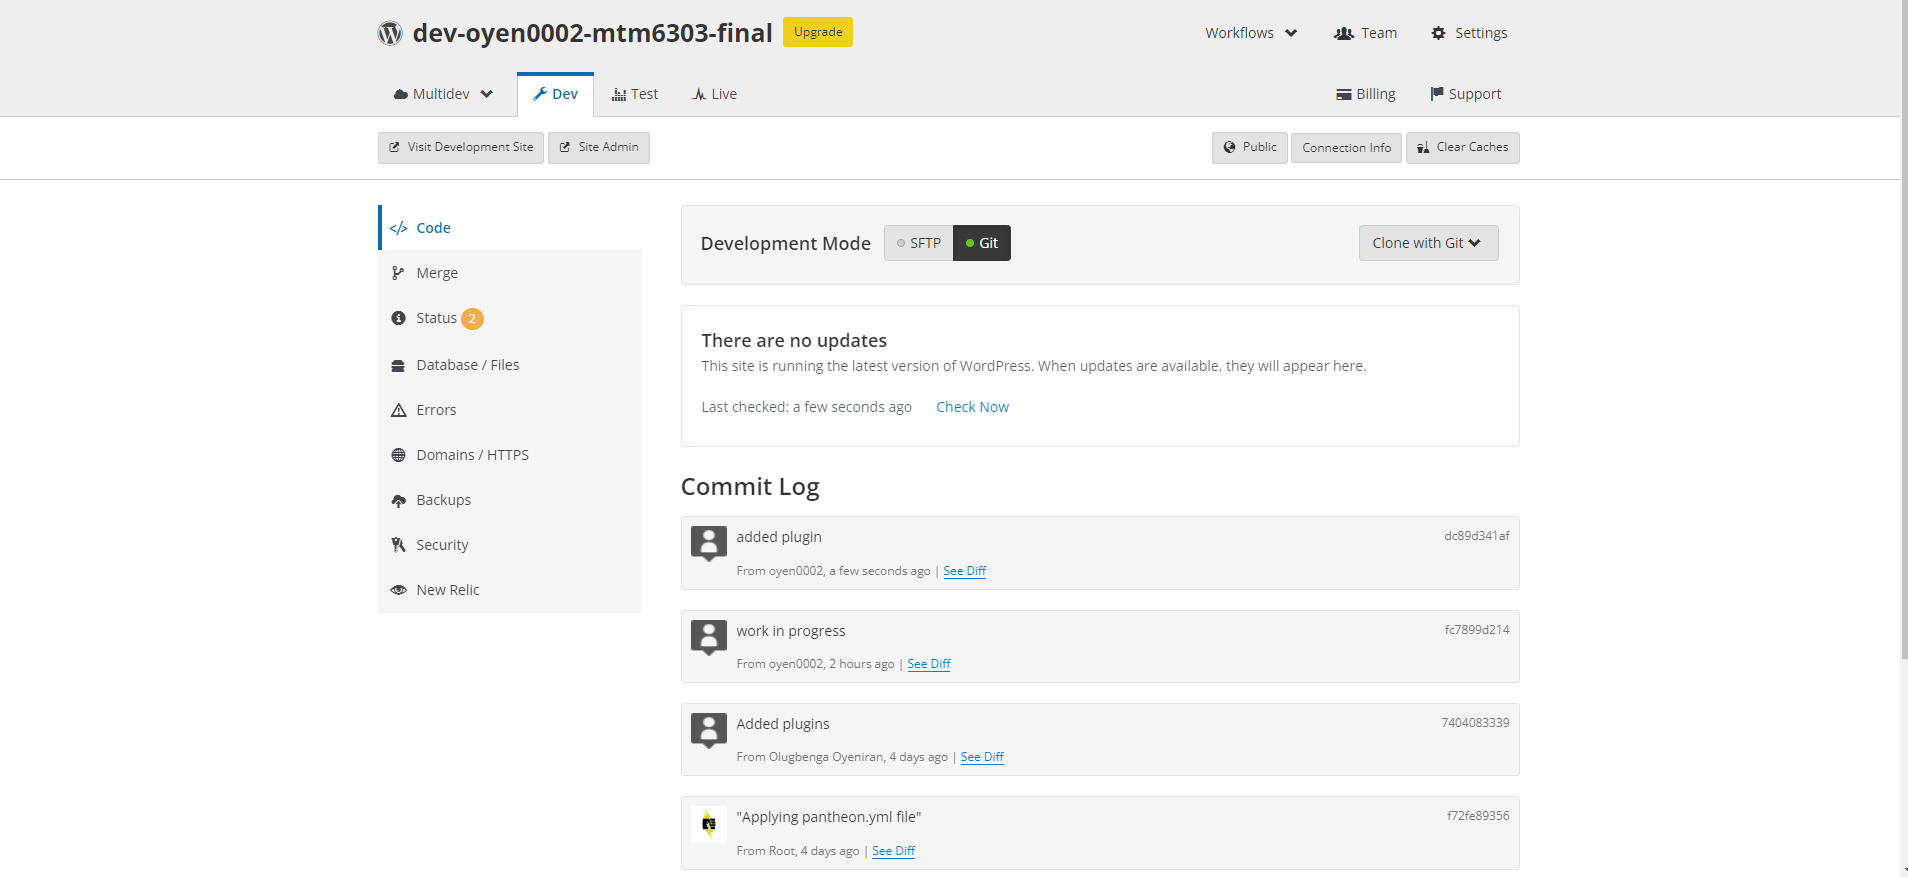 dev-oyen0002-mtm6303-final Upgrade
Workflows Team Settings
Multidev Dev Test Live
Billing Support
Visit Development Site Site Admin
Public Connection Info Clear Caches
</> Code
Merge
Status 2
Database / Files
Errors
Domains / HTTPS
Backups
Security
New Relic
Development Mode SFTP Git
Clone with Git
There are no updates
This site is running the latest version of WordPress. When updates are available, they will appear here.
Last checked: a few seconds ago Check Now
Commit Log
added plugin dc89d341af
From oyen0002, a few seconds ago | See Diff
work in progress fc7899d214
From oyen0002, 2 hours ago | See Diff
Added plugins 7404083339
From Olugbenga Oyeniran, 4 days ago | See Diff
"Applying pantheon.yml file" f72fe89356
From Root, 4 days ago | See Diff